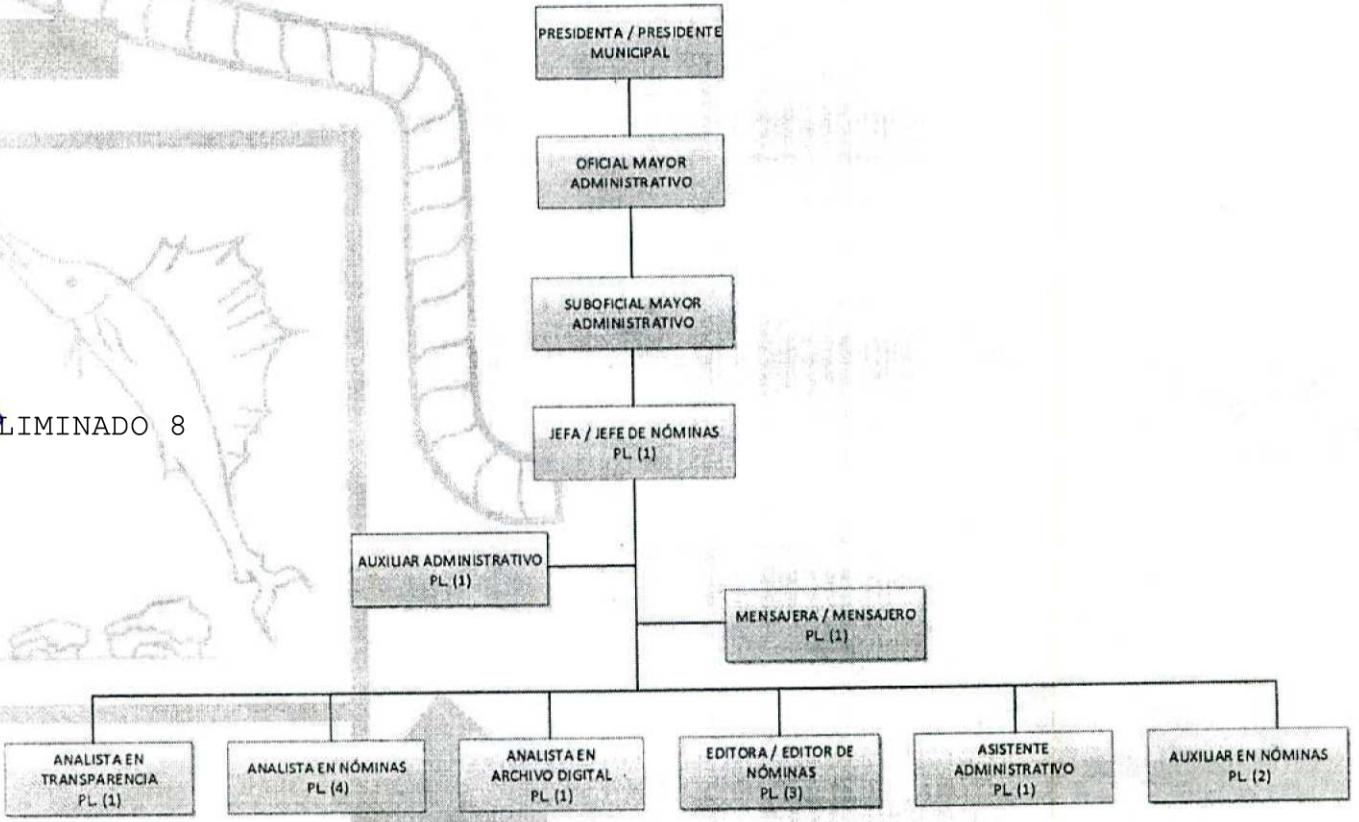 PRESIDENTA / PRESIDENTE
MUNICIPAL
OFICIAL MAYOR
ADMINISTRATIVO
SUBOFICIAL MAYOR
ADMINISTRATIVO
LIMINADO 8
JEFA / JEFE DE NÓMINAS
PL. (1)
AUXILIAR ADMINISTRATIVO
PL. (1)
MENSAJERA / MENSAJERO
PL. (1)
ANALISTA EN
TRANSPARENCIA
PL. (1)
ANALISTA EN NÓMINAS
PL. (4)
ANALISTA EN
ARCHIVO DIGITAL
PL. (1)
EDITORA / EDITOR DE
NÓMINAS
PL. (3)
ASISTENTE
ADMINISTRATIVO
PL. (1)
AUXILIAR EN NÓMINAS
PL. (2)